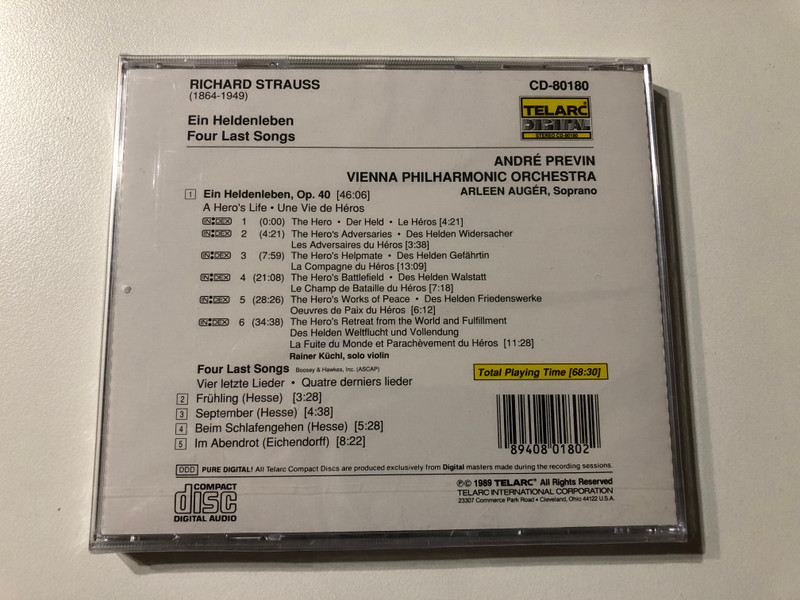 RICHARD STRAUSS
(1864-1949)
CD-80180
TELARC
DIGITAL
STEREO CD-80180
Ein Heldenleben
Four Last Songs
ANDRÉ PREVIN
VIENNA PHILHARMONIC ORCHESTRA
ARLEEN AUGÉR, Soprano
1 Ein Heldenleben, Op. 40 [46:06]
A Hero's Life • Une Vie de Héros
INDEX 1 (0:00) The Hero • Der Held • Le Héros [4:21]
INDEX 2 (4:21) The Hero's Adversaries • Des Helden Widersacher
Les Adversaires du Héros [3:38]
INDEX 3 (7:59) The Hero's Helpmate • Des Helden Gefährtin
La Compagne du Héros [13:09]
INDEX 4 (21:08) The Hero's Battlefield • Des Helden Walstatt
Le Champ de Bataille du Héros [7:18]
INDEX 5 (28:26) The Hero's Works of Peace • Des Helden Friedenswerke
Oeuvres de Paix du Héros [6:12]
INDEX 6 (34:38) The Hero's Retreat from the World and Fulfillment
Des Helden Weltflucht und Vollendung
La Fuite du Monde et Parachèvement du Héros [11:28]
Rainer Küchl, solo violin
Four Last Songs Boosey & Hawkes, Inc. (ASCAP)
Vier letzte Lieder • Quatre derniers lieder
Total Playing Time [68:30]
2 Frühling (Hesse) [3:28]
3 September (Hesse) [4:38]
4 Beim Schlafengehen (Hesse) [5:28]
5 Im Abendrot (Eichendorff) [8:22]
89408 01802
DDD PURE DIGITAL! All Telarc Compact Discs are produced exclusively from Digital masters made during the recording sessions.
COMPACT
disc
DIGITAL AUDIO
℗© 1989 TELARC® All Rights Reserved
TELARC INTERNATIONAL CORPORATION
23307 Commerce Park Road • Cleveland, Ohio 44122 U.S.A.